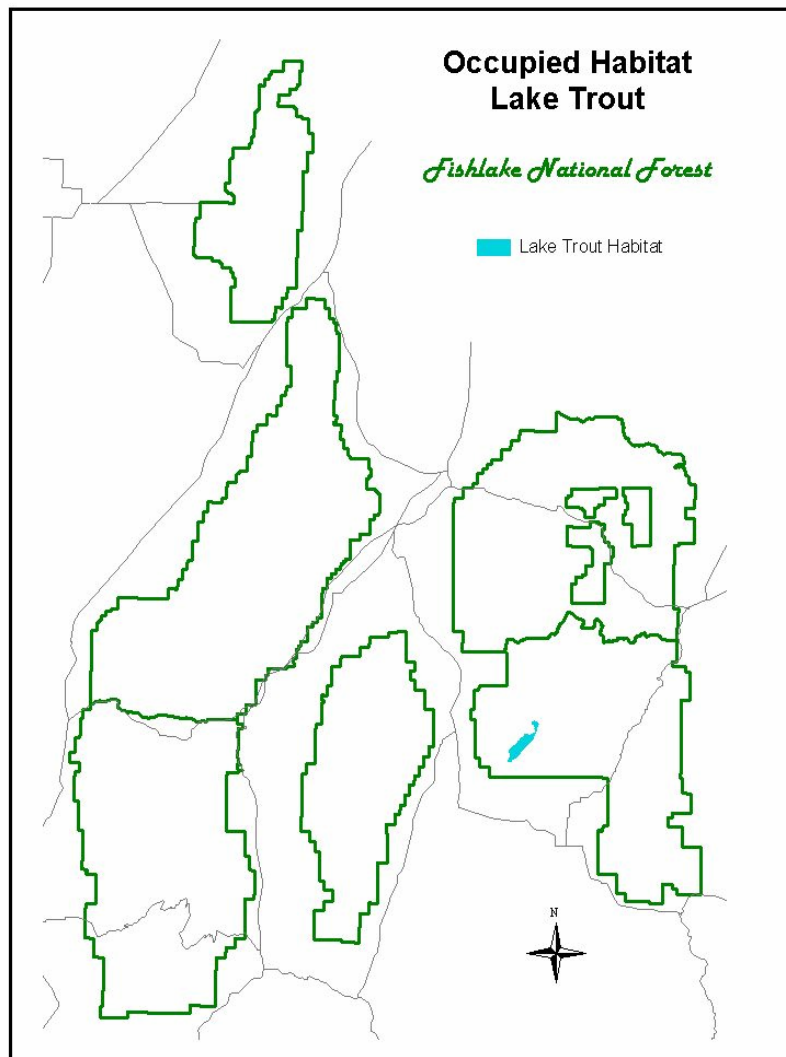 Occupied Habitat
Lake Trout
Fishlake National Forest
Lake Trout Habitat
N